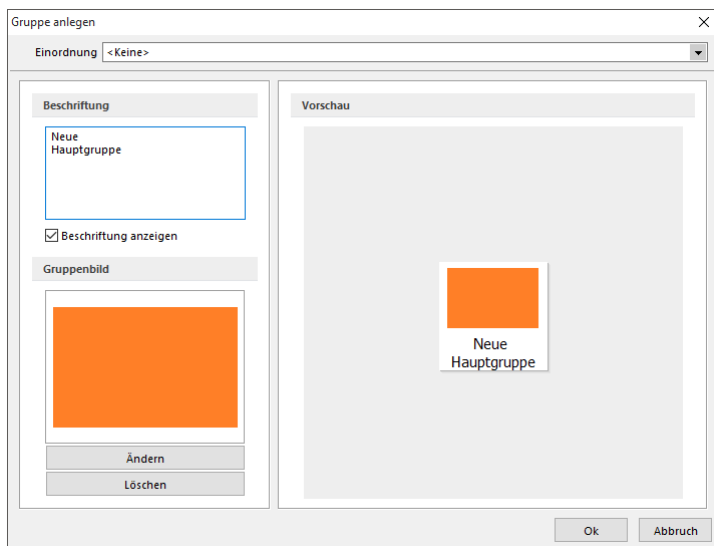 Gruppe anlegen
Einordnung <Keine>
Beschriftung
Neue
Hauptgruppe
Beschriftung anzeigen
Gruppenbild
Ändern
Löschen
Vorschau
Neue
Hauptgruppe
Ok
Abbruch